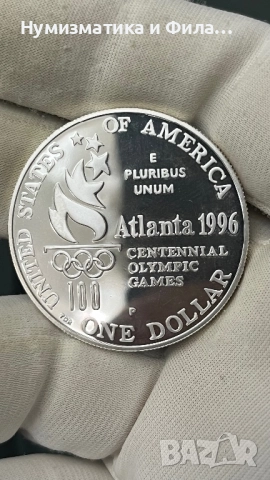 Нумизматика и Фила...
UNITED STATES OF AMERICA
E
PLURIBUS
UNUM
Atlanta 1996
CENTENNIAL
OLYMPIC
GAMES
100
P
ONE DOLLAR
bazar